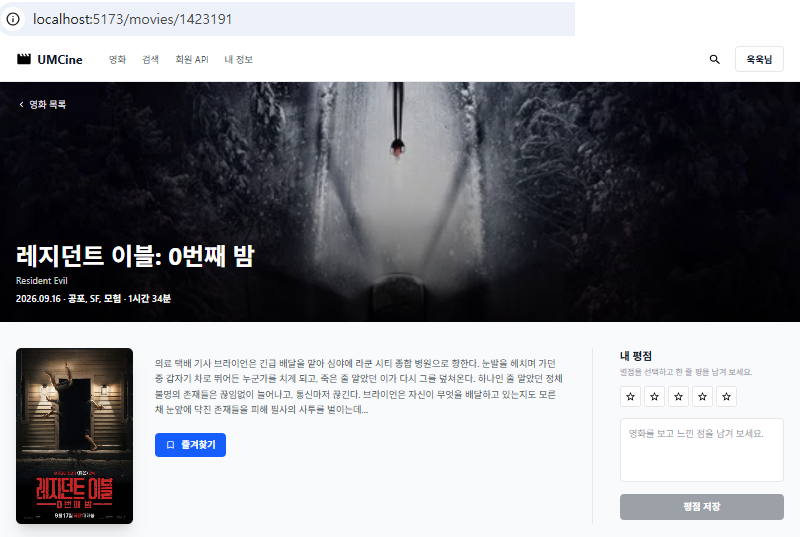 localhost:5173/movies/1423191
UMCine 영화 검색 회원 API 내 정보 욱욱님
영화 목록
레지던트 이블: 0번째 밤
Resident Evil
2026.09.16 · 공포, SF, 모험 · 1시간 34분
의료 택배 기사 브라이언은 긴급 배달을 맡아 심야에 라쿤 시티 종합 병원으로 향한다. 눈발을 헤치며 가던
중 갑자기 차로 뛰어든 누군가를 치게 되고, 죽은 줄 알았던 이가 다시 그를 덮쳐온다. 하나인 줄 알았던 정체
불명의 존재들은 끊임없이 늘어나고, 통신마저 끊긴다. 브라이언은 자신이 무엇을 배달하고 있는지도 모른
채 눈앞에 닥친 존재들을 피해 필사의 사투를 벌이는데...
즐겨찾기
레지던트 이블
0번째 밤
9월17일
내 평점
별점을 선택하고 한 줄 평을 남겨 보세요.
영화를 보고 느낀 점을 남겨 보세요.
평점 저장